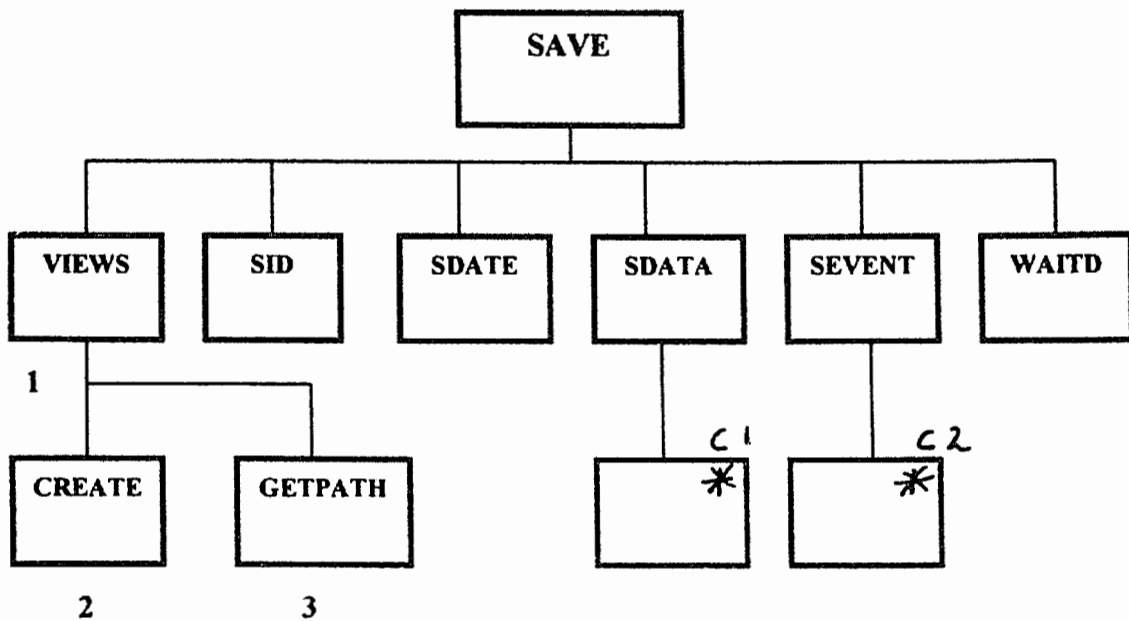 SAVE
VIEWS SID SDATE SDATA SEVENT WAITD
1
C1 C2
*
*
CREATE GETPATH
2 3